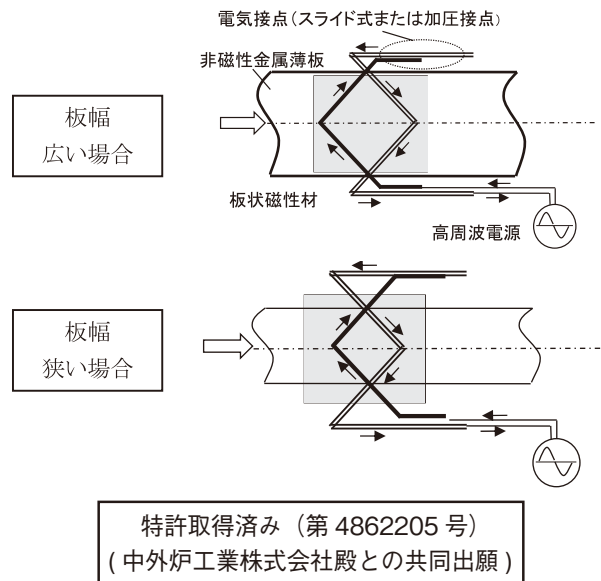 電気接点（スライド式または加圧接点）
非磁性金属薄板
板幅
広い場合
板状磁性材
高周波電源
板幅
狭い場合
特許取得済み（第 4862205 号）
( 中外炉工業株式会社殿との共同出願 )